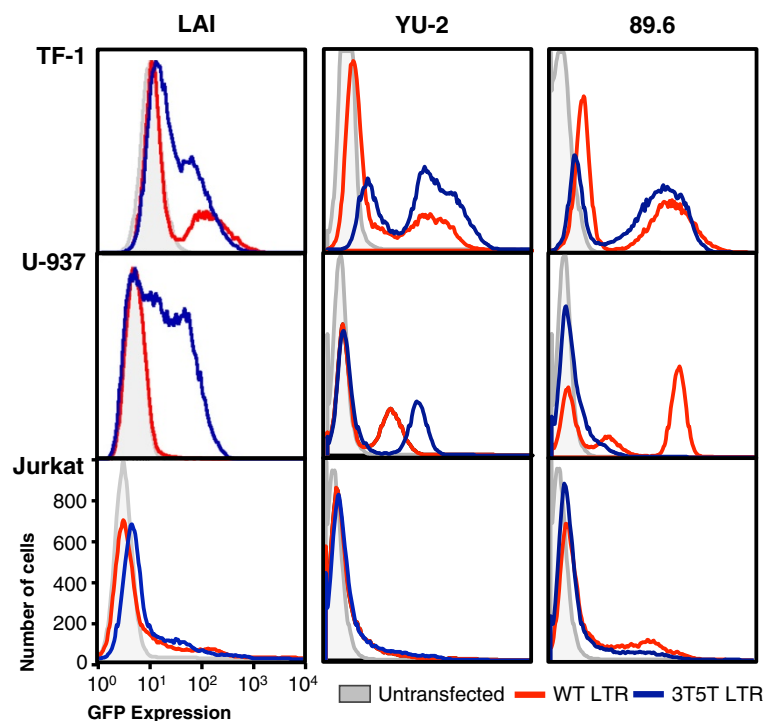 LAI YU-2 89.6
TF-1
U-937
Jurkat
800
600
400
200
0
Number of cells
10⁰ 10¹ 10² 10³ 10⁴
GFP Expression
Untransfected WT LTR 3T5T LTR